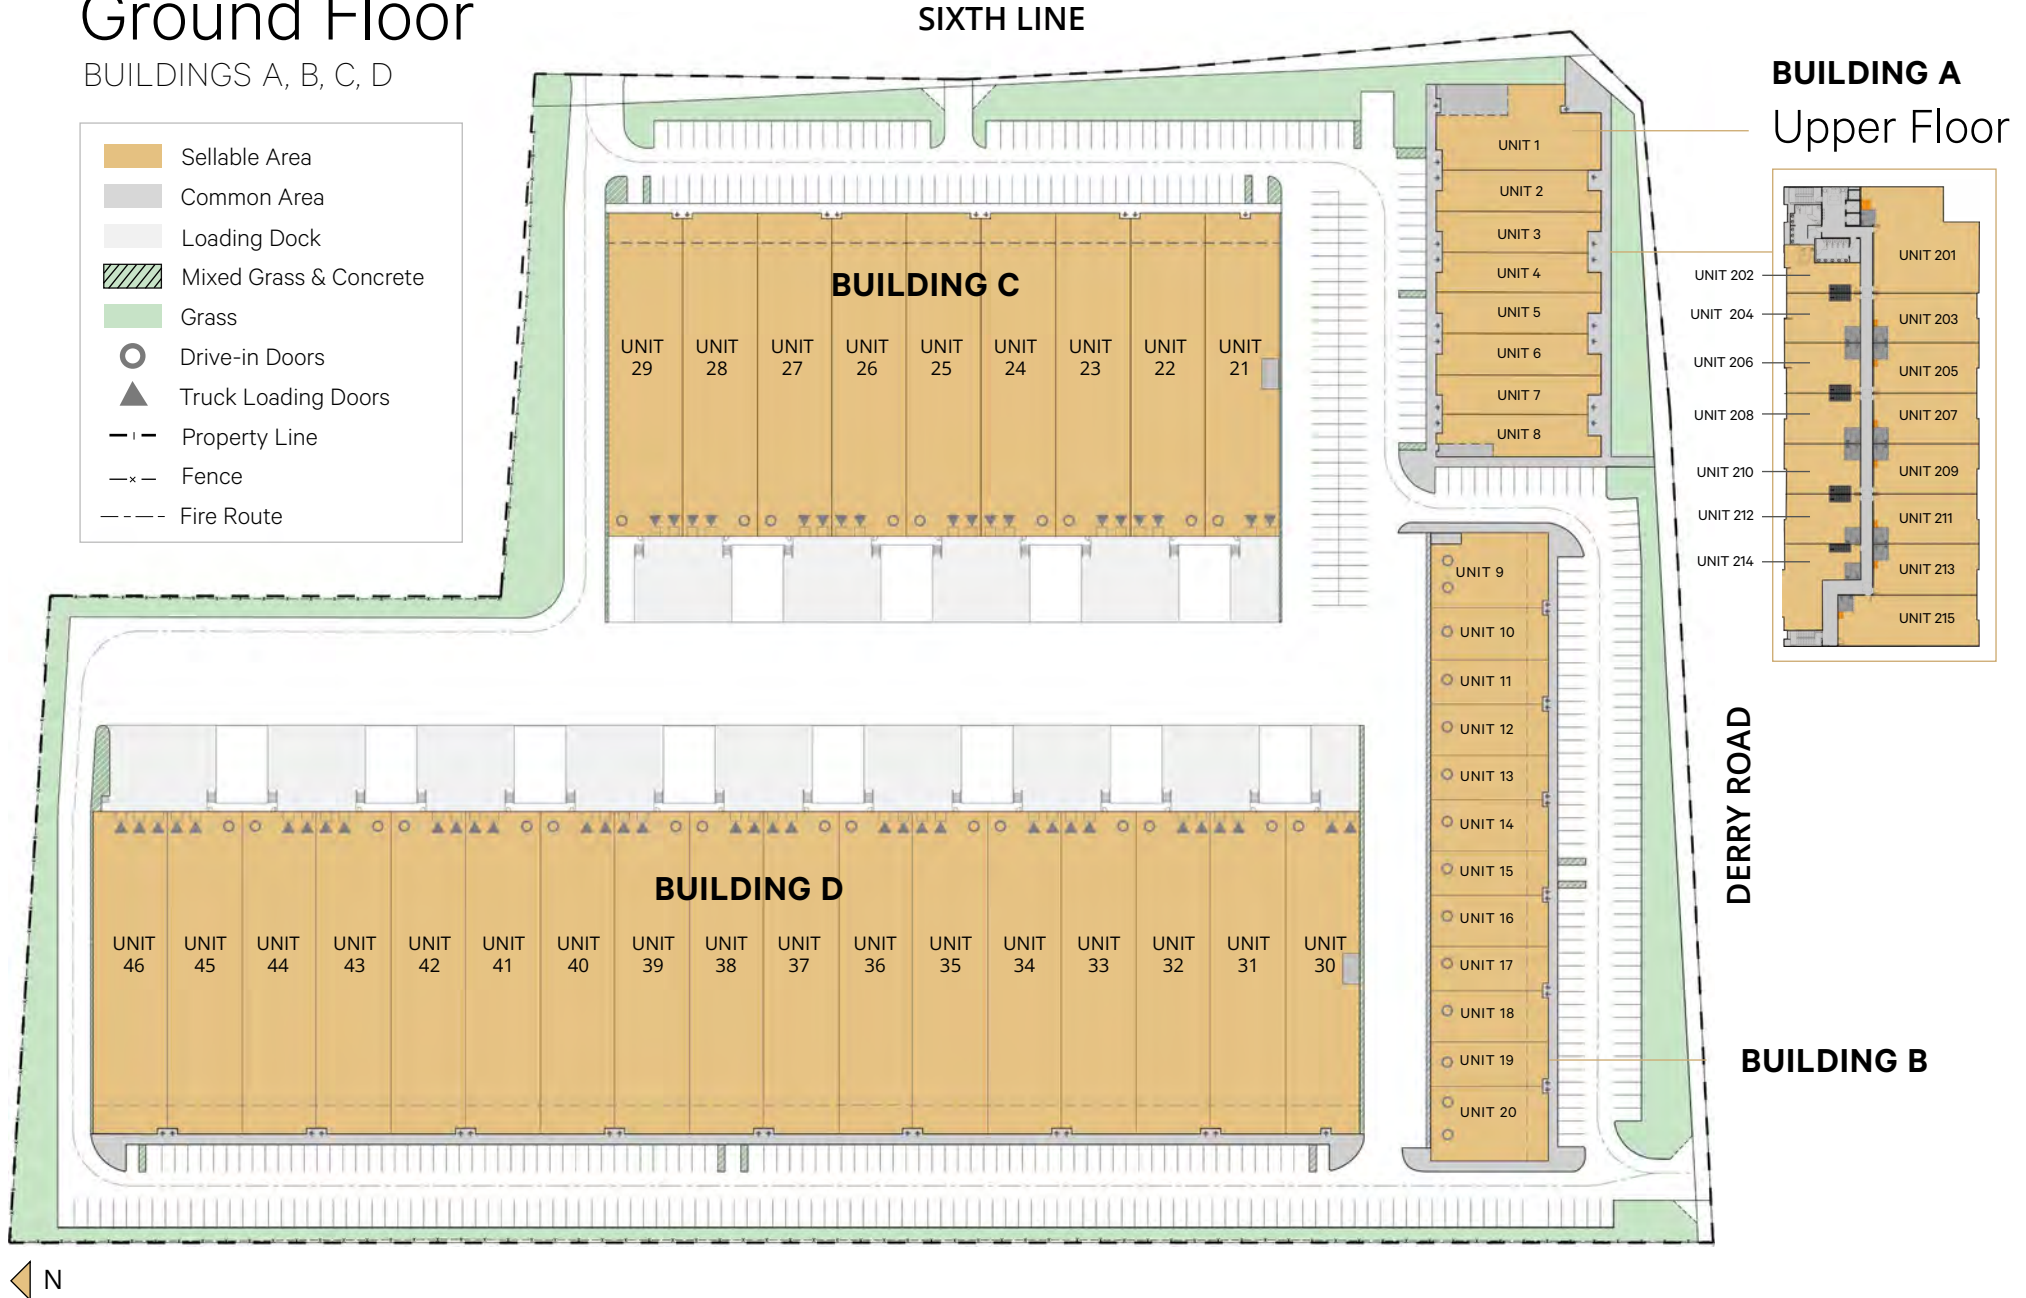 Ground Floor
BUILDINGS A, B, C, D
Sellable Area
Common Area
Loading Dock
Mixed Grass & Concrete
Grass
Drive-in Doors
Truck Loading Doors
Property Line
Fence
Fire Route
SIXTH LINE
BUILDING A
Upper Floor
UNIT 201
UNIT 202
UNIT 203
UNIT 204
UNIT 205
UNIT 206
UNIT 207
UNIT 208
UNIT 209
UNIT 210
UNIT 211
UNIT 212
UNIT 213
UNIT 214
UNIT 215
UNIT 1
UNIT 2
UNIT 3
UNIT 4
UNIT 5
UNIT 6
UNIT 7
UNIT 8
BUILDING C
UNIT
29
UNIT
28
UNIT
27
UNIT
26
UNIT
25
UNIT
24
UNIT
23
UNIT
22
UNIT
21
UNIT 9
UNIT 10
UNIT 11
UNIT 12
UNIT 13
UNIT 14
UNIT 15
UNIT 16
UNIT 17
UNIT 18
UNIT 19
UNIT 20
DERRY ROAD
BUILDING B
BUILDING D
UNIT
46
UNIT
45
UNIT
44
UNIT
43
UNIT
42
UNIT
41
UNIT
40
UNIT
39
UNIT
38
UNIT
37
UNIT
36
UNIT
35
UNIT
34
UNIT
33
UNIT
32
UNIT
31
UNIT
30
N